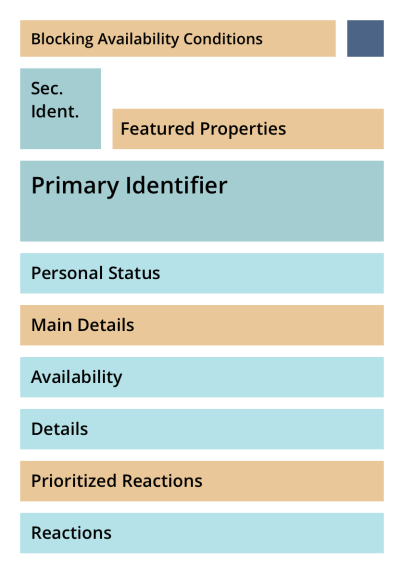 Blocking Availability Conditions
Sec.
Ident.
Featured Properties
Primary Identifier
Personal Status
Main Details
Availability
Details
Prioritized Reactions
Reactions